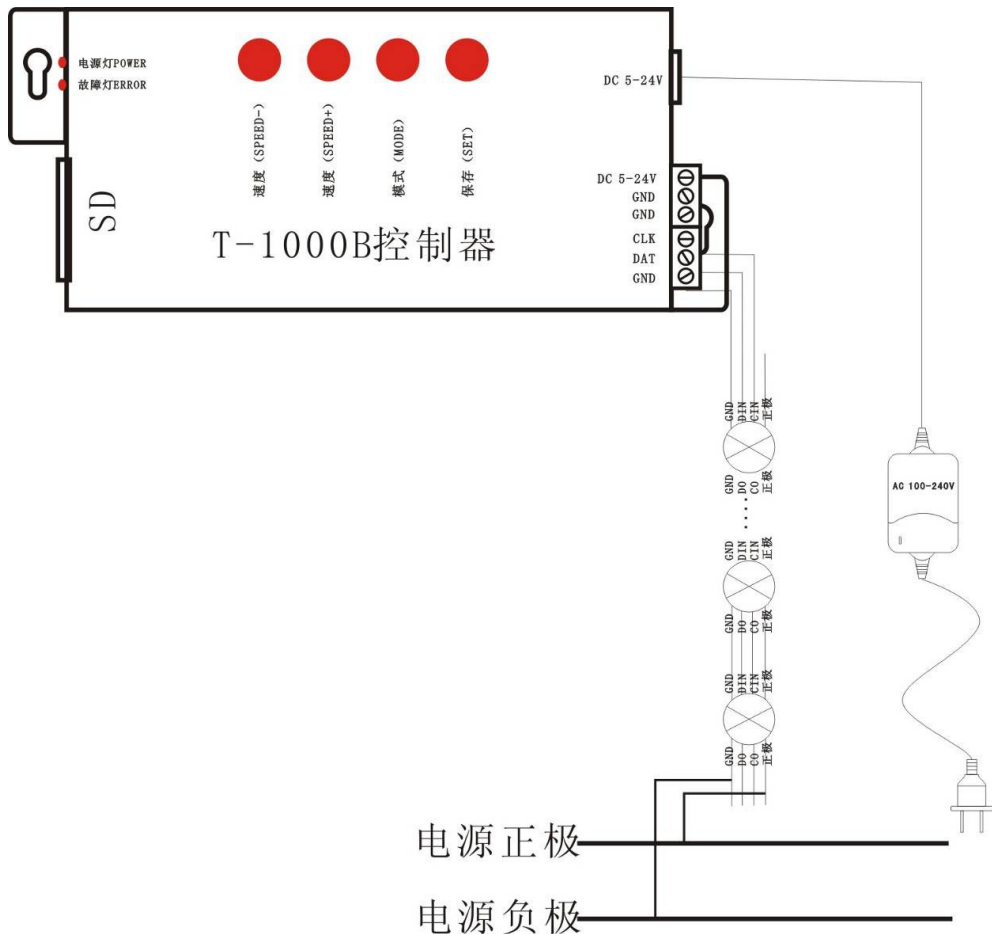 电源灯POWER
故障灯ERROR
速度(SPEED-)
速度(SPEED+)
模式(MODE)
保存(SET)
SD
T-1000B控制器
DC 5-24V
DC 5-24V
GND
GND
CLK
DAT
GND
GND
DIN
CIN
正极
GND
DO
CO
正极
......
GND
DIN
CIN
正极
GND
DO
CO
正极
GND
DIN
CIN
正极
GND
DO
CO
正极
AC 100-240V
电源正极
电源负极